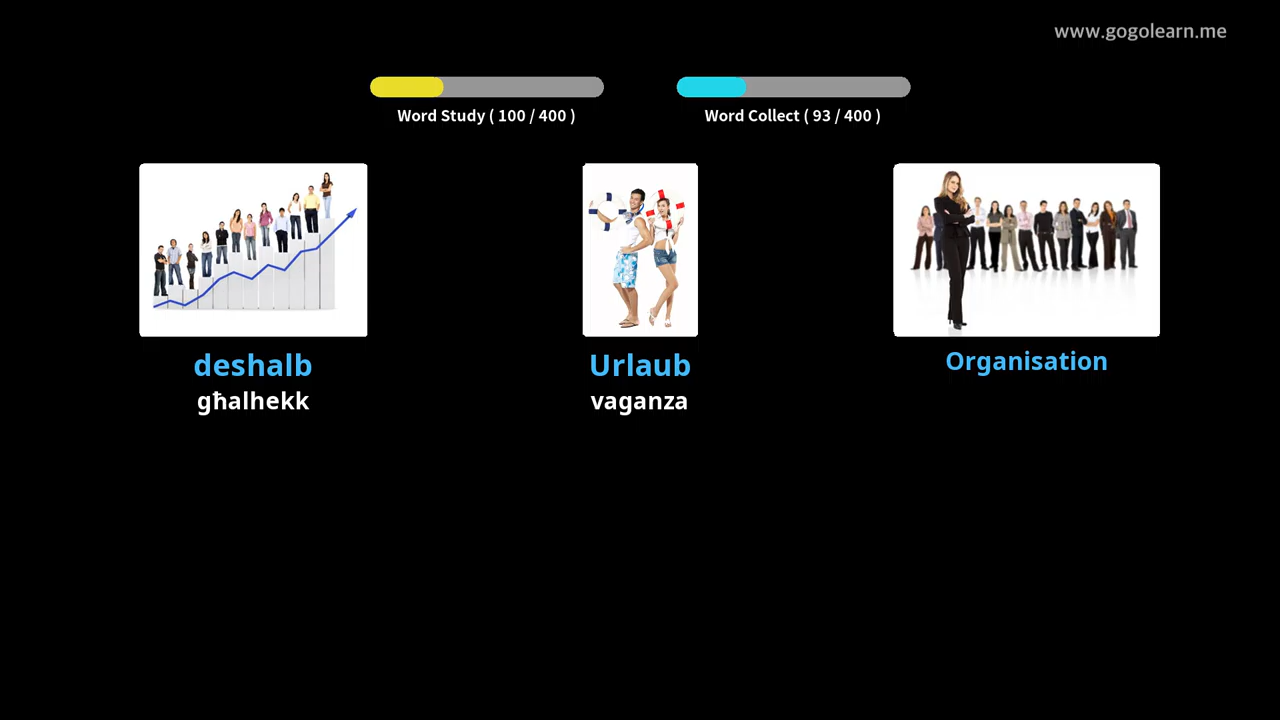 www.gogolearn.me
Word Study ( 100 / 400 )
Word Collect ( 93 / 400 )
deshalb
għalhekk
Urlaub
vaganza
Organisation